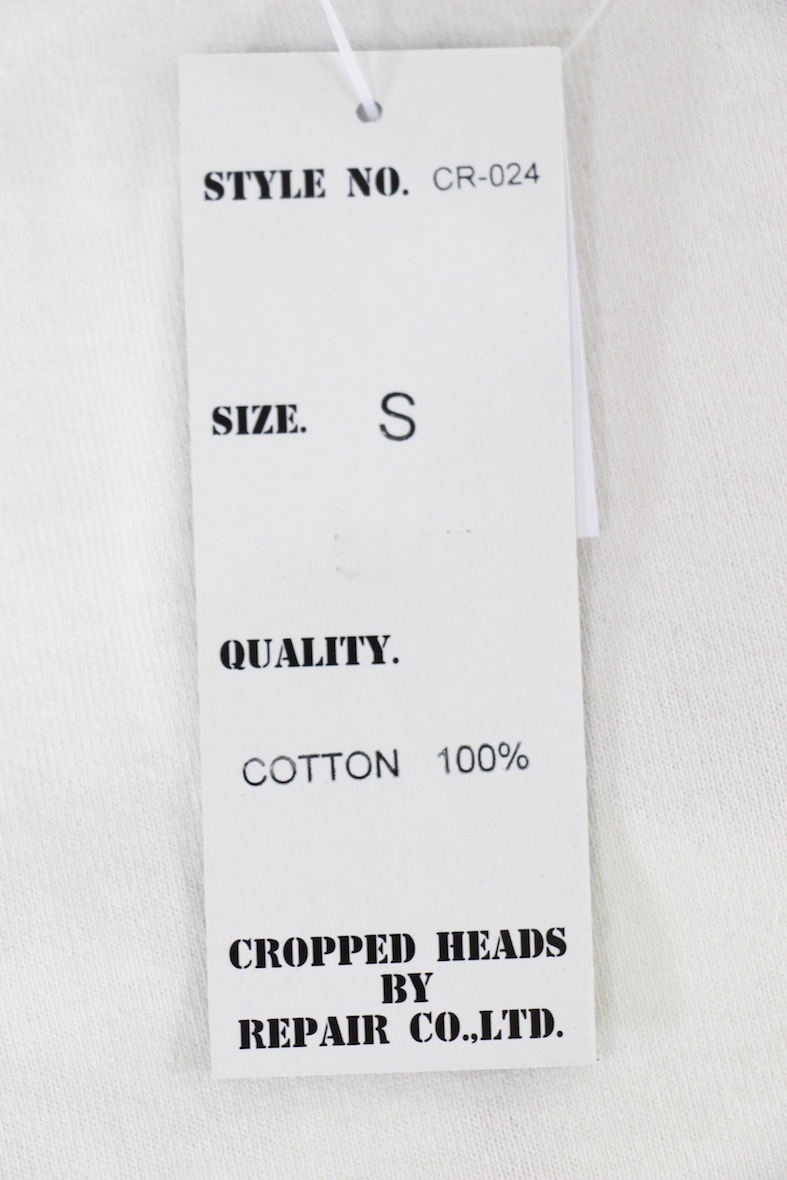 STYLE NO. CR-024
SIZE. S
QUALITY.
COTTON 100%
CROPPED HEADS
BY
REPAIR CO.,LTD.